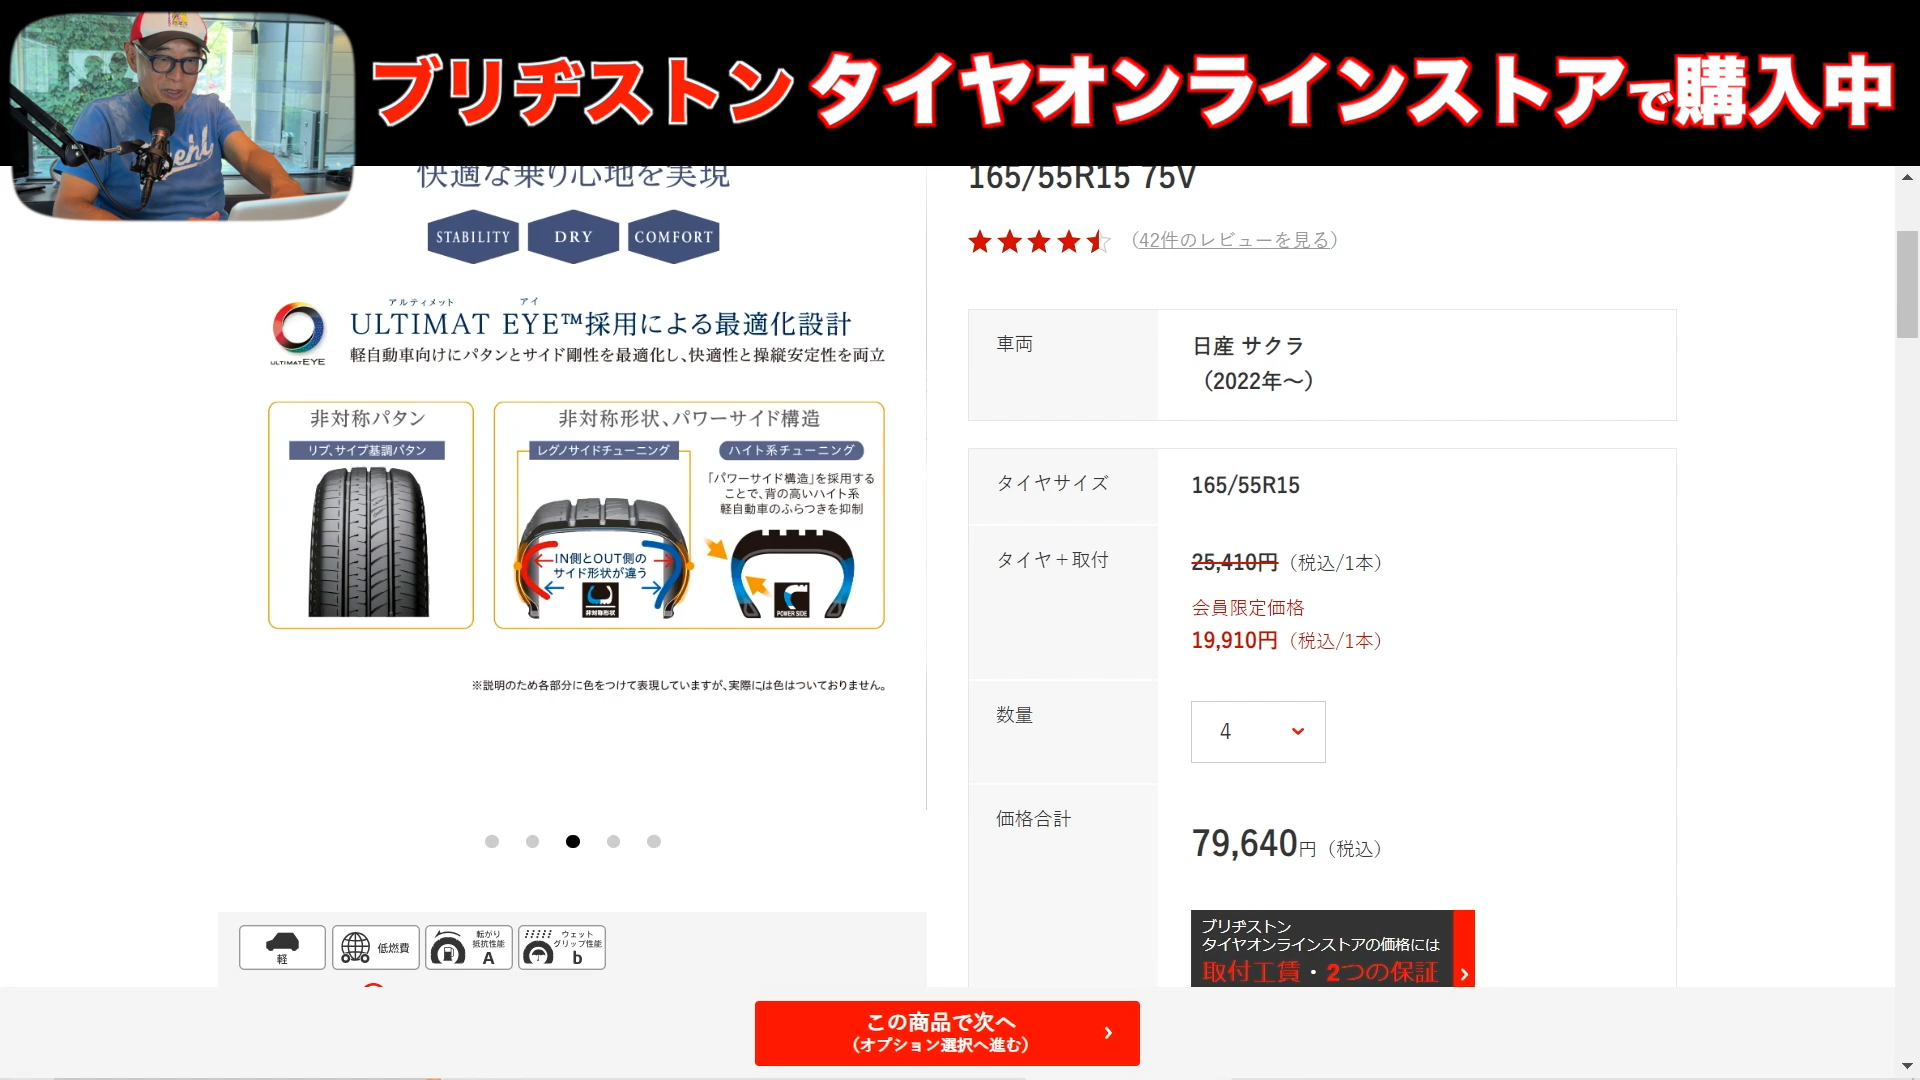 ブリヂストン タイヤオンラインストアで購入中
快適な乗り心地を実現
STABILITY
DRY
COMFORT
アルティメット アイ
ULTIMAT EYE™採用による最適化設計
ULTIMATEYE
軽自動車向けにパタンとサイド剛性を最適化し、快適性と操縦安定性を両立
非対称パタン
リブ、サイプ基調パタン
非対称形状、パワーサイド構造
レグノサイドチューニング
ハイト系チューニング
「パワーサイド構造」を採用する
ことで、背の高いハイト系
軽自動車のふらつきを抑制
IN側とOUT側の
サイド形状が違う
非対称形状
POWER SIDE
※説明のため各部分に色をつけて表現していますが、実際には色はついておりません。
軽
低燃費
転がり
抵抗性能
A
ウェット
グリップ性能
b
165/55R15 75V
（42件のレビューを見る）
車両
日産 サクラ
（2022年～）
タイヤサイズ
165/55R15
タイヤ＋取付
25,410円（税込/1本）
会員限定価格
19,910円（税込/1本）
数量
4
価格合計
79,640円（税込）
ブリヂストン
タイヤオンラインストアの価格には
取付工賃・2つの保証
この商品で次へ
（オプション選択へ進む）